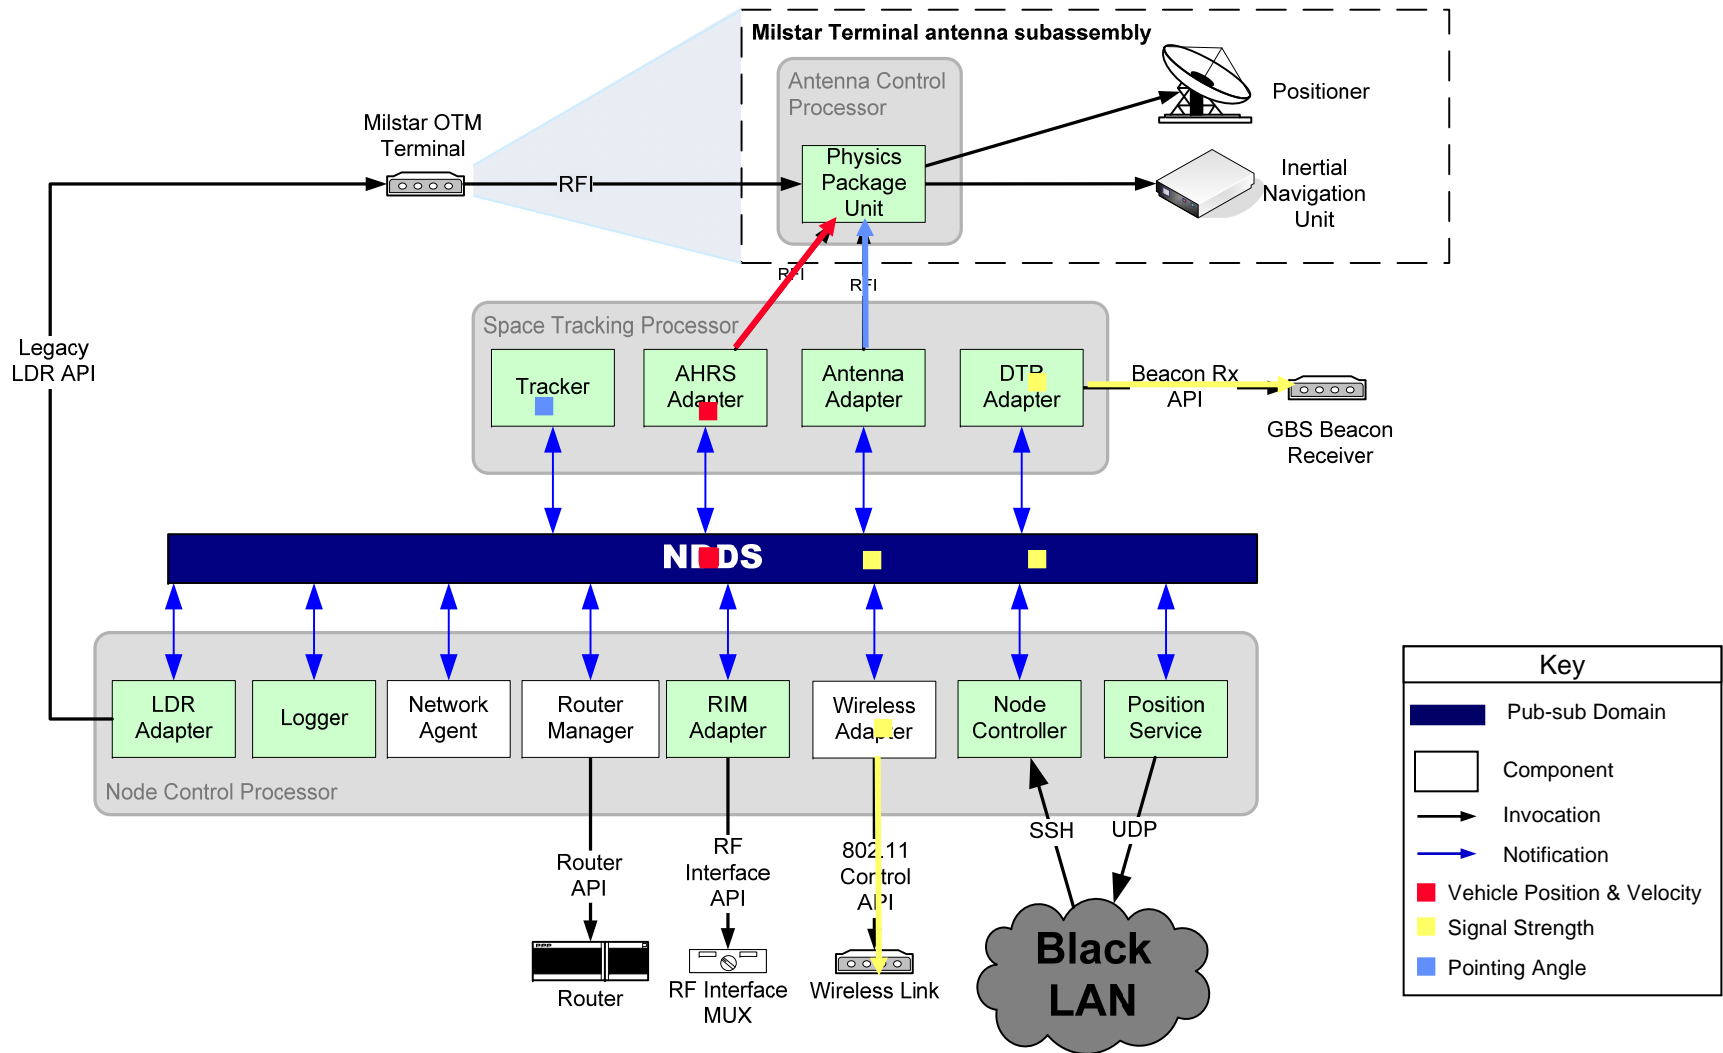 Milstar Terminal antenna subassembly
Antenna Control
Processor
Positioner
Milstar OTM
Terminal
Physics
Package
Unit
RFI
Inertial
Navigation
Unit
RFI
RFI
Space Tracking Processor
Legacy
LDR API
Tracker
AHRS
Adapter
Antenna
Adapter
DTR
Adapter
Beacon Rx
API
GBS Beacon
Receiver
NDDS
LDR
Adapter
Logger
Network
Agent
Router
Manager
RIM
Adapter
Wireless
Adapter
Node
Controller
Position
Service
Node Control Processor
Router
API
RF
Interface
API
802.11
Control
API
SSH
UDP
Router
RF Interface
MUX
Wireless Link
Black
LAN
Key
Pub-sub Domain
Component
Invocation
Notification
Vehicle Position & Velocity
Signal Strength
Pointing Angle